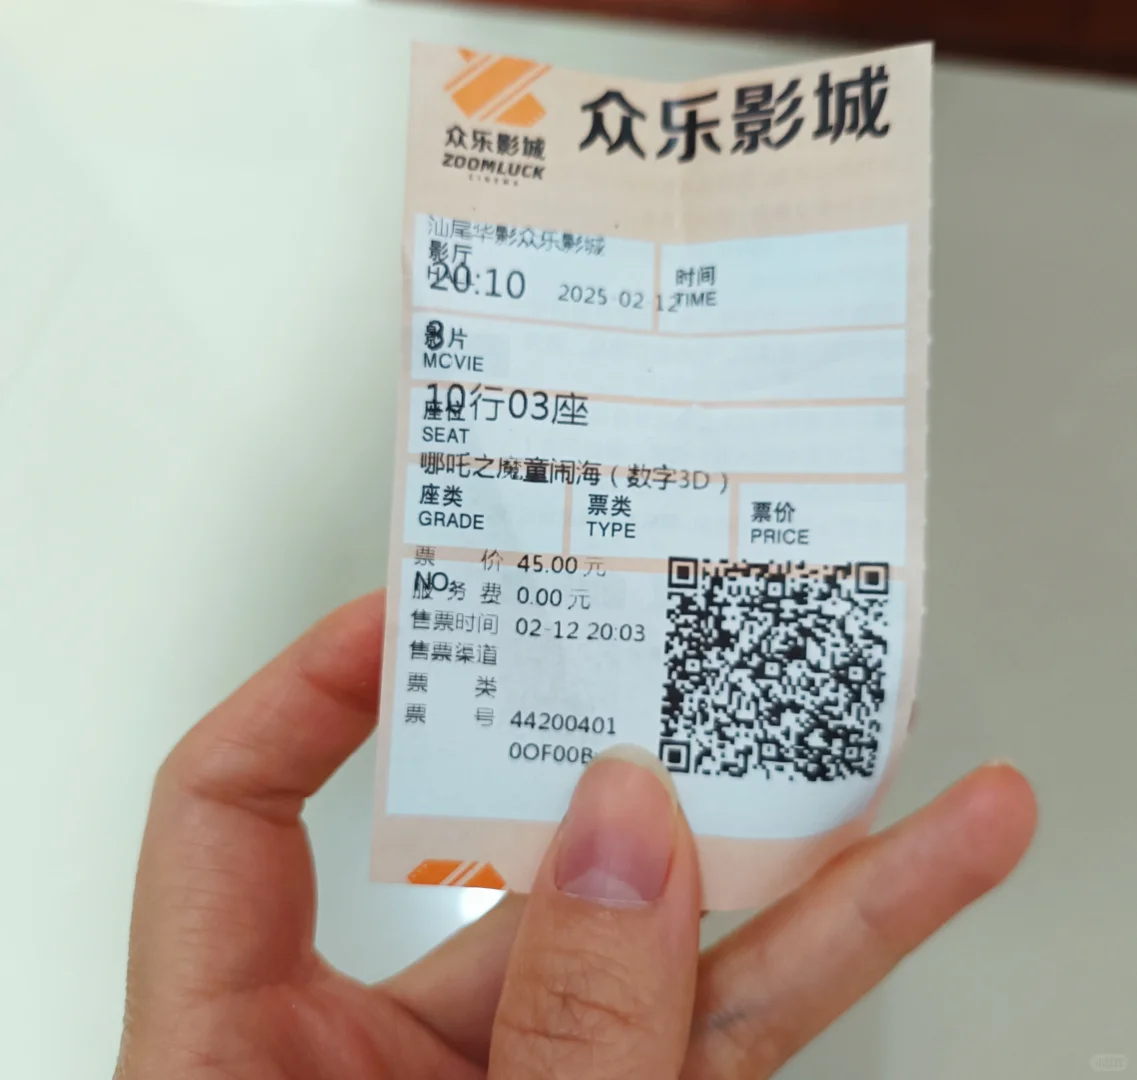 众乐影城
众乐影城
ZOOMLUCK
CINEMA
汕尾华影众乐影城
影厅
HALL
20:10 2025-02-12
时间
TIME
8
影片
MCVIE
10行03座
座位
SEAT
哪吒之魔童闹海（数字3D）
座类
GRADE
票类
TYPE
票价
PRICE
票 价 45.00 元
NO.
服 务 费 0.00 元
售票时间 02-12 20:03
售票渠道
票 类
票 号 44200401
0OF00B